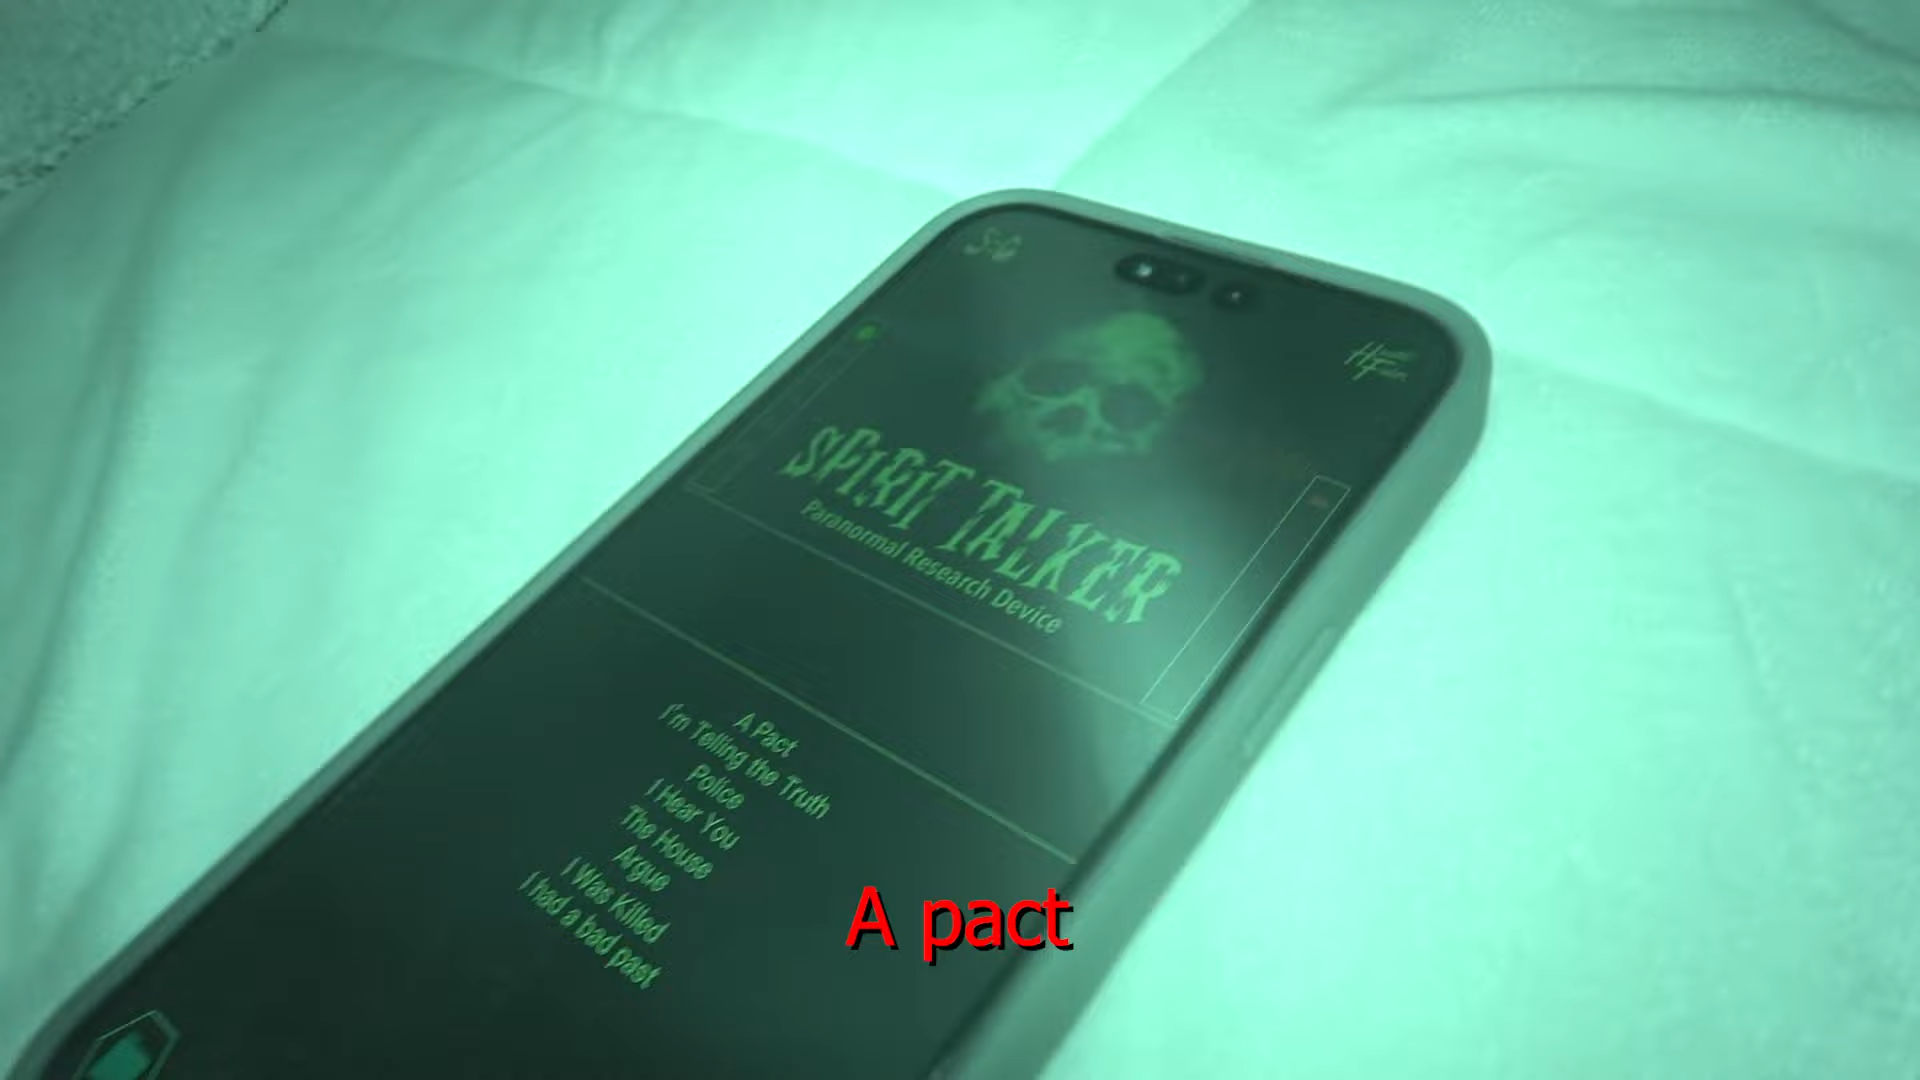 SPIRIT TALKER
Paranormal Research Device
A Pact
I'm Telling the Truth
Police
I Hear You
The House
Argue
I Was Killed
I had a bad past
A pact